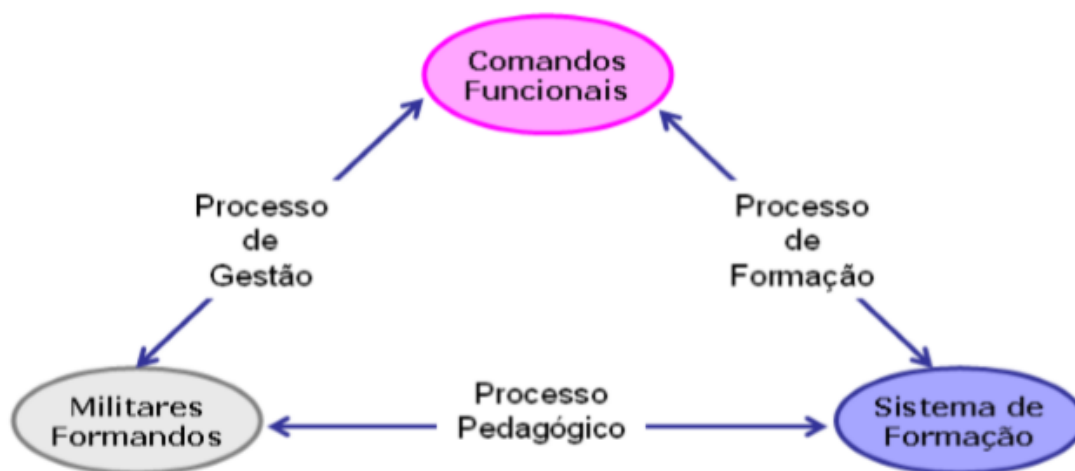 Comandos
Funcionais
Processo
de
Gestão
Processo
de
Formação
Militares
Formandos
Processo
Pedagógico
Sistema de
Formação